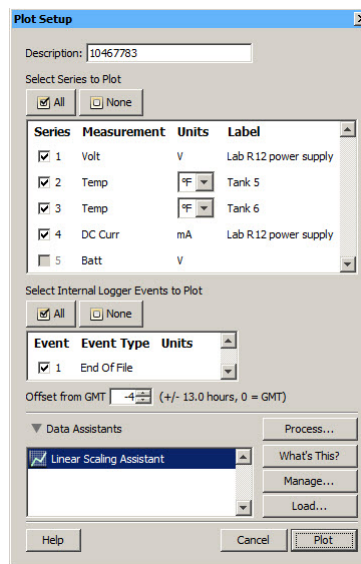 Plot Setup
Description: 10467783
Select Series to Plot
All None
Series Measurement Units Label
1 Volt V Lab R12 power supply
2 Temp °F Tank 5
3 Temp °F Tank 6
4 DC Curr mA Lab R12 power supply
5 Batt V
Select Internal Logger Events to Plot
All None
Event Event Type Units
1 End Of File
Offset from GMT -4 (+/- 13.0 hours, 0 = GMT)
Data Assistants Process...
Linear Scaling Assistant What's This?
Manage...
Load...
Help Cancel Plot